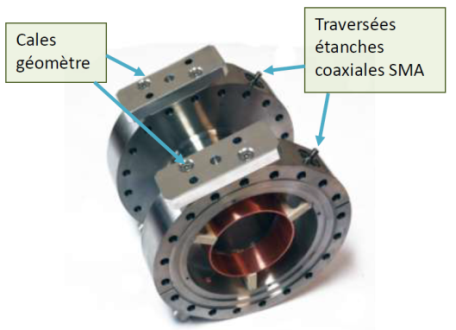 Cales
géomètre
Traversées
étanches
coaxiales SMA